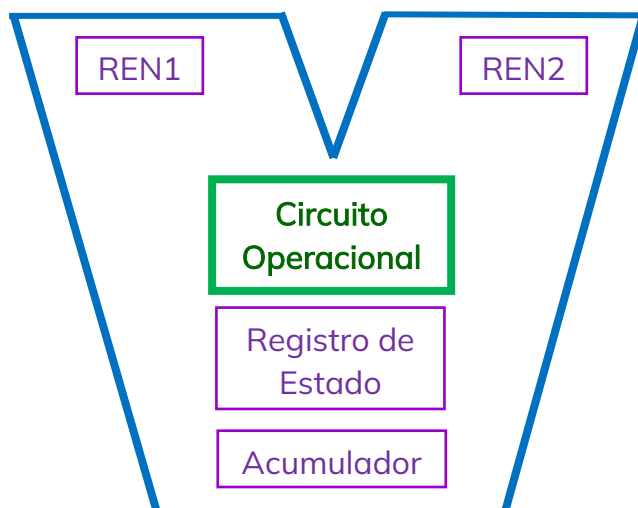 REN1
REN2
Circuito
Operacional
Registro de
Estado
Acumulador